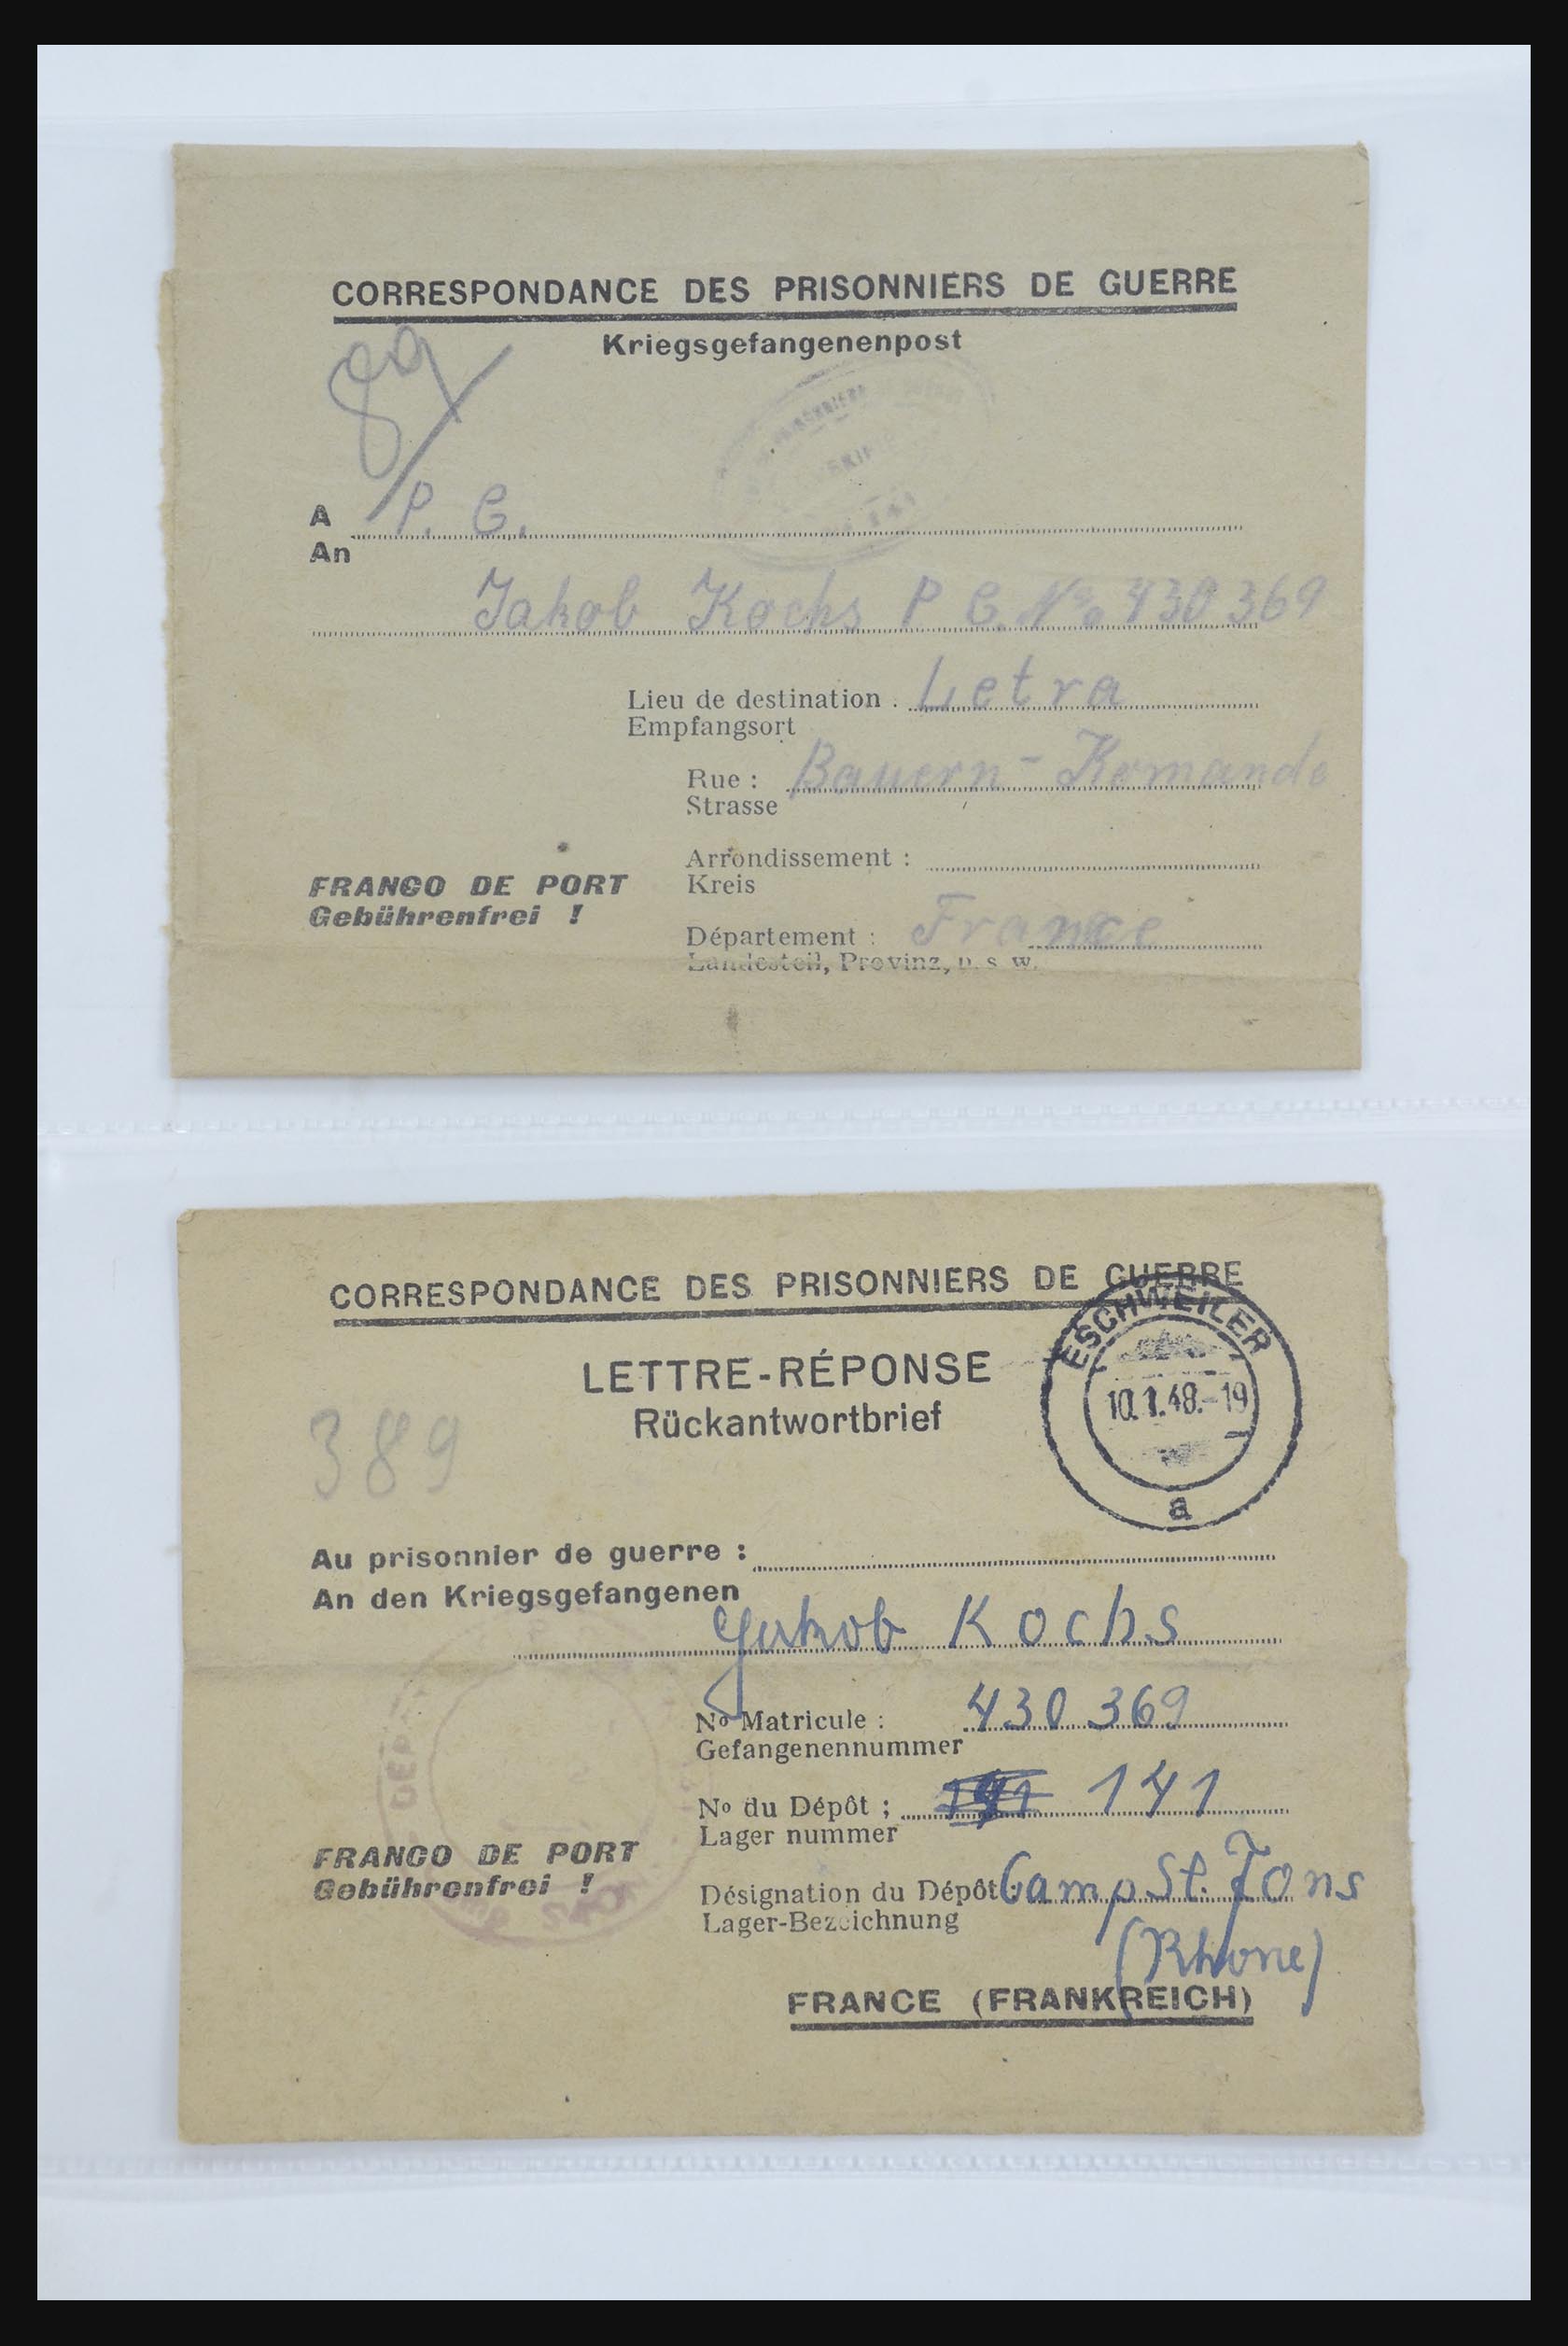 CORRESPONDANCE DES PRISONNIERS DE GUERRE
Kriegsgefangenenpost
89
A P. G.
An
Jakob Kochs P G. No 430 369
Lieu de destination . Letra
Empfangsort
Rue : Bauern-Komando
Strasse
Arrondissement :
Kreis
FRANCO DE PORT
Gebührenfrei !
Département : France
Landesteil, Provinz, u. s. w.
CORRESPONDANCE DES PRISONNIERS DE GUERRE
ESCHWEILER
10.1.48.-19
a
LETTRE-RÉPONSE
Rückantwortbrief
389
Au prisonnier de guerre :
An den Kriegsgefangenen
Jakob Kochs
No Matricule : 430 369
Gefangenennummer
No du Dépôt ; 141
Lager nummer
FRANCO DE PORT
Gebührenfrei !
Désignation du Dépôt : Camp St. Fons
Lager-Bezeichnung
(Rhone)
FRANCE (FRANKREICH)